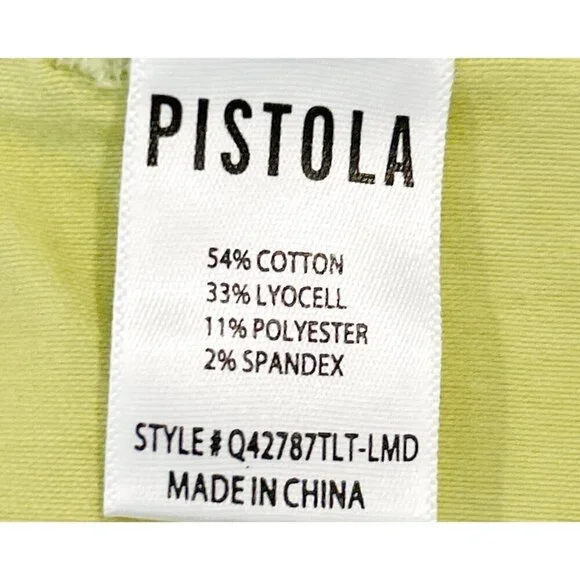 PISTOLA
54% COTTON
33% LYOCELL
11% POLYESTER
2% SPANDEX
STYLE # Q42787TLT-LMD
MADE IN CHINA